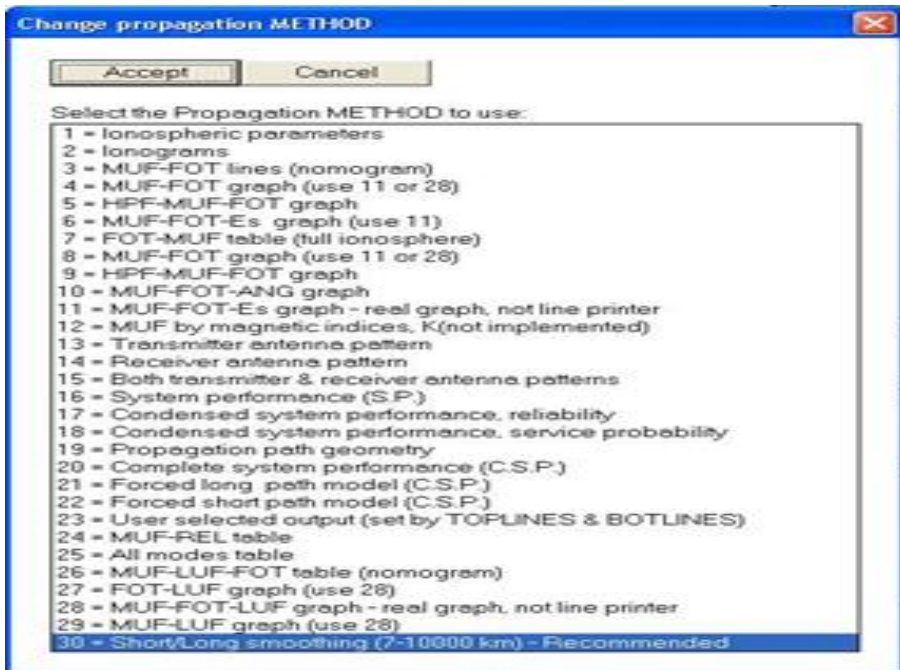 Change propagation METHOD
Accept Cancel
Select the Propagation METHOD to use:
1 = Ionospheric parameters
2 = Ionograms
3 = MUF-FOT lines (nomogram)
4 = MUF-FOT graph (use 11 or 28)
5 = HPF-MUF-FOT graph
6 = MUF-FOT-Es graph (use 11)
7 = FOT-MUF table (full ionosphere)
8 = MUF-FOT graph (use 11 or 28)
9 = HPF-MUF-FOT graph
10 = MUF-FOT-ANG graph
11 = MUF-FOT-Es graph - real graph, not line printer
12 = MUF by magnetic indices, K(not implemented)
13 = Transmitter antenna pattern
14 = Receiver antenna pattern
15 = Both transmitter & receiver antenna patterns
16 = System performance (S.P.)
17 = Condensed system performance, reliability
18 = Condensed system performance, service probability
19 = Propagation path geometry
20 = Complete system performance (C.S.P.)
21 = Forced long path model (C.S.P.)
22 = Forced short path model (C.S.P.)
23 = User selected output (set by TOPLINES & BOTLINES)
24 = MUF-REL table
25 = All modes table
26 = MUF-LUF-FOT table (nomogram)
27 = FOT-LUF graph (use 28)
28 = MUF-FOT-LUF graph - real graph, not line printer
29 = MUF-LUF graph (use 28)
30 = Short/Long smoothing (7-10000 km) - Recommended